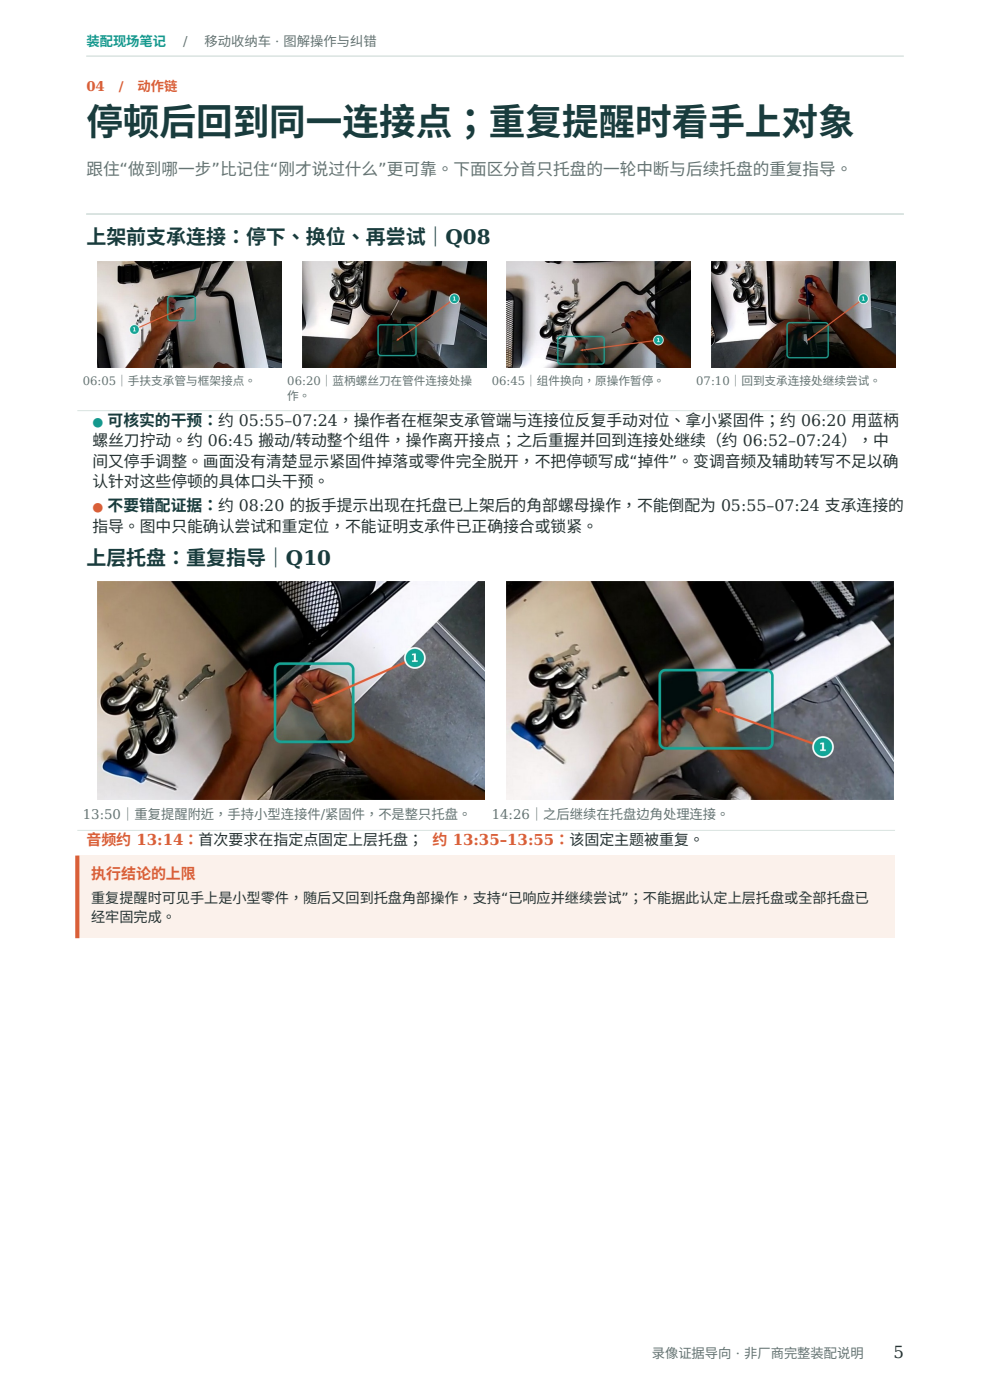 装配现场笔记 / 移动收纳车 · 图解操作与纠错
04 / 动作链
停顿后回到同一连接点；重复提醒时看手上对象
跟住“做到哪一步”比记住“刚才说过什么”更可靠。下面区分首只托盘的一轮中断与后续托盘的重复指导。
上架前支承连接：停下、换位、再尝试｜Q08
1
1
1
1
06:05｜手扶支承管与框架接点。
06:20｜蓝柄螺丝刀在管件连接处操
作。
06:45｜组件换向，原操作暂停。
07:10｜回到支承连接处继续尝试。
● 可核实的干预：约 05:55–07:24，操作者在框架支承管端与连接位反复手动对位、拿小紧固件；约 06:20 用蓝柄
螺丝刀拧动。约 06:45 搬动/转动整个组件，操作离开接点；之后重握并回到连接处继续（约 06:52–07:24），中
间又停手调整。画面没有清楚显示紧固件掉落或零件完全脱开，不把停顿写成“掉件”。变调音频及辅助转写不足以确
认针对这些停顿的具体口头干预。
● 不要错配证据：约 08:20 的扳手提示出现在托盘已上架后的角部螺母操作，不能倒配为 05:55–07:24 支承连接的
指导。图中只能确认尝试和重定位，不能证明支承件已正确接合或锁紧。
上层托盘：重复指导｜Q10
1
1
13:50｜重复提醒附近，手持小型连接件/紧固件，不是整只托盘。
14:26｜之后继续在托盘边角处理连接。
音频约 13:14：首次要求在指定点固定上层托盘； 约 13:35–13:55：该固定主题被重复。
执行结论的上限
重复提醒时可见手上是小型零件，随后又回到托盘角部操作，支持“已响应并继续尝试”；不能据此认定上层托盘或全部托盘已
经牢固完成。
录像证据导向 · 非厂商完整装配说明 5